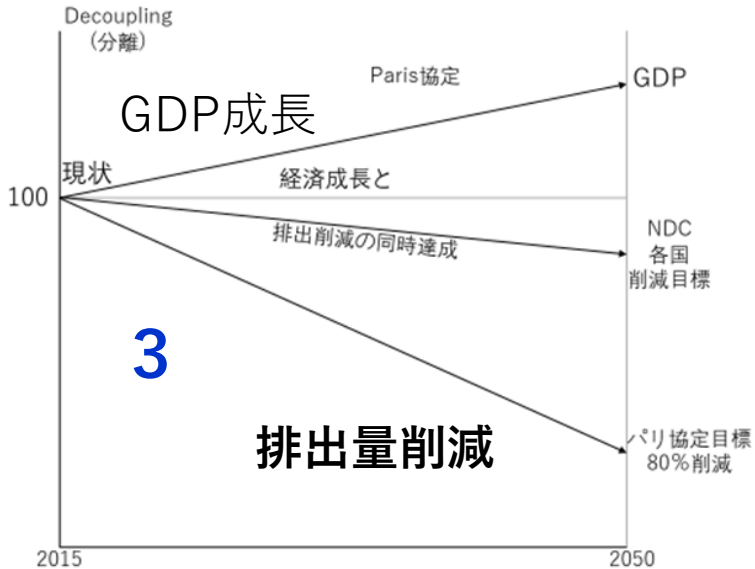 Decoupling
(分離)
Paris協定
GDP
GDP成長
現状
経済成長と
100
排出削減の同時達成
NDC
各国
削減目標
3
排出量削減
パリ協定目標
80%削減
2015
2050